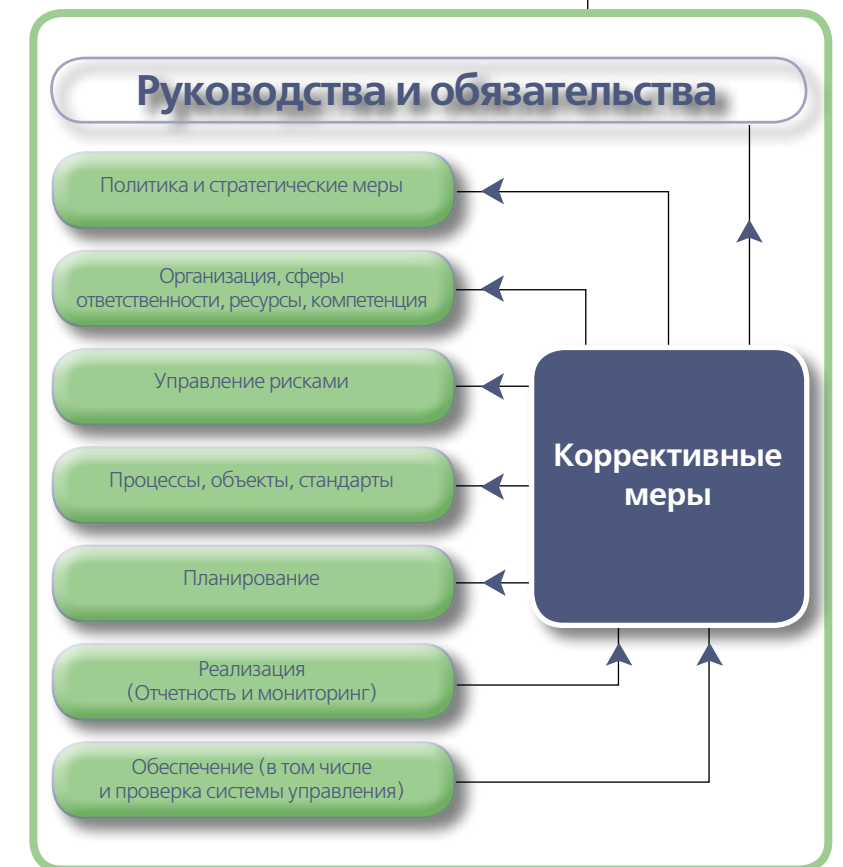 Руководства и обязательства
Политика и стратегические меры
Организация, сферы
ответственности, ресурсы, компетенция
Управление рисками
Процессы, объекты, стандарты
Планирование
Реализация
(Отчетность и мониторинг)
Обеспечение (в том числе
и проверка системы управления)
Коррективные
меры